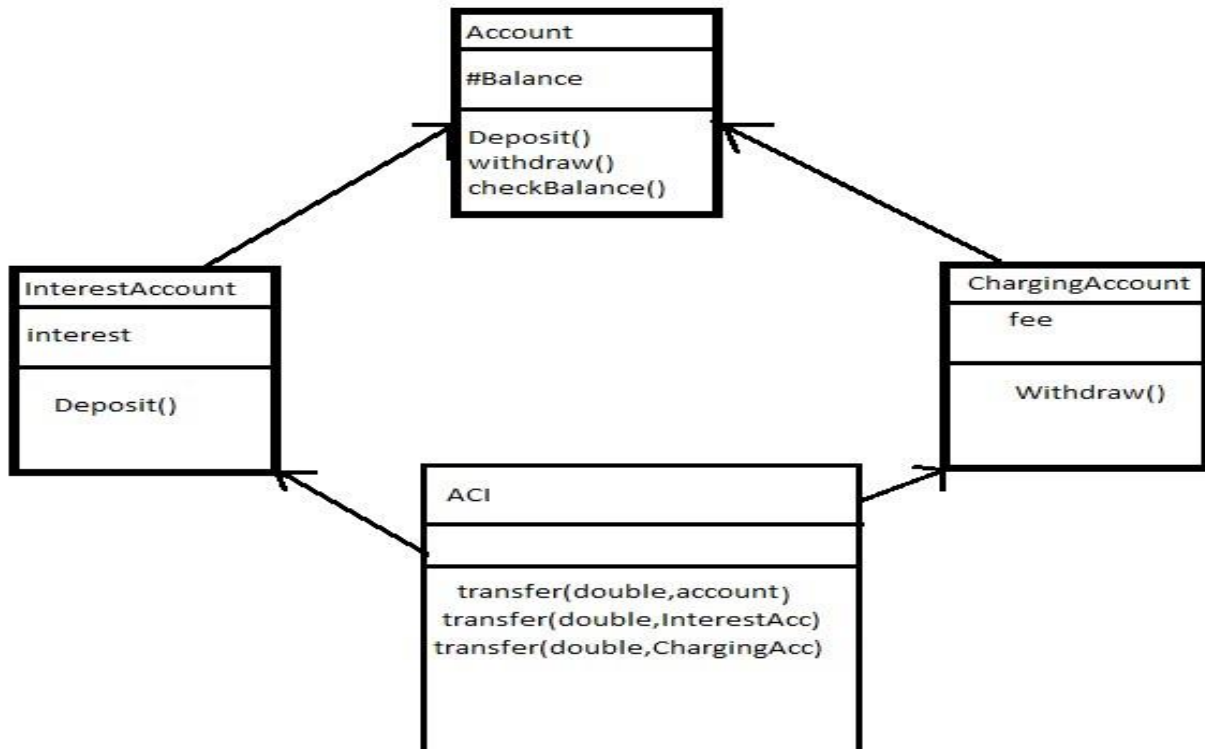 Account
#Balance
Deposit()
withdraw()
checkBalance()
InterestAccount
interest
Deposit()
ChargingAccount
fee
Withdraw()
ACI
transfer(double,account)
transfer(double,InterestAcc)
transfer(double,ChargingAcc)